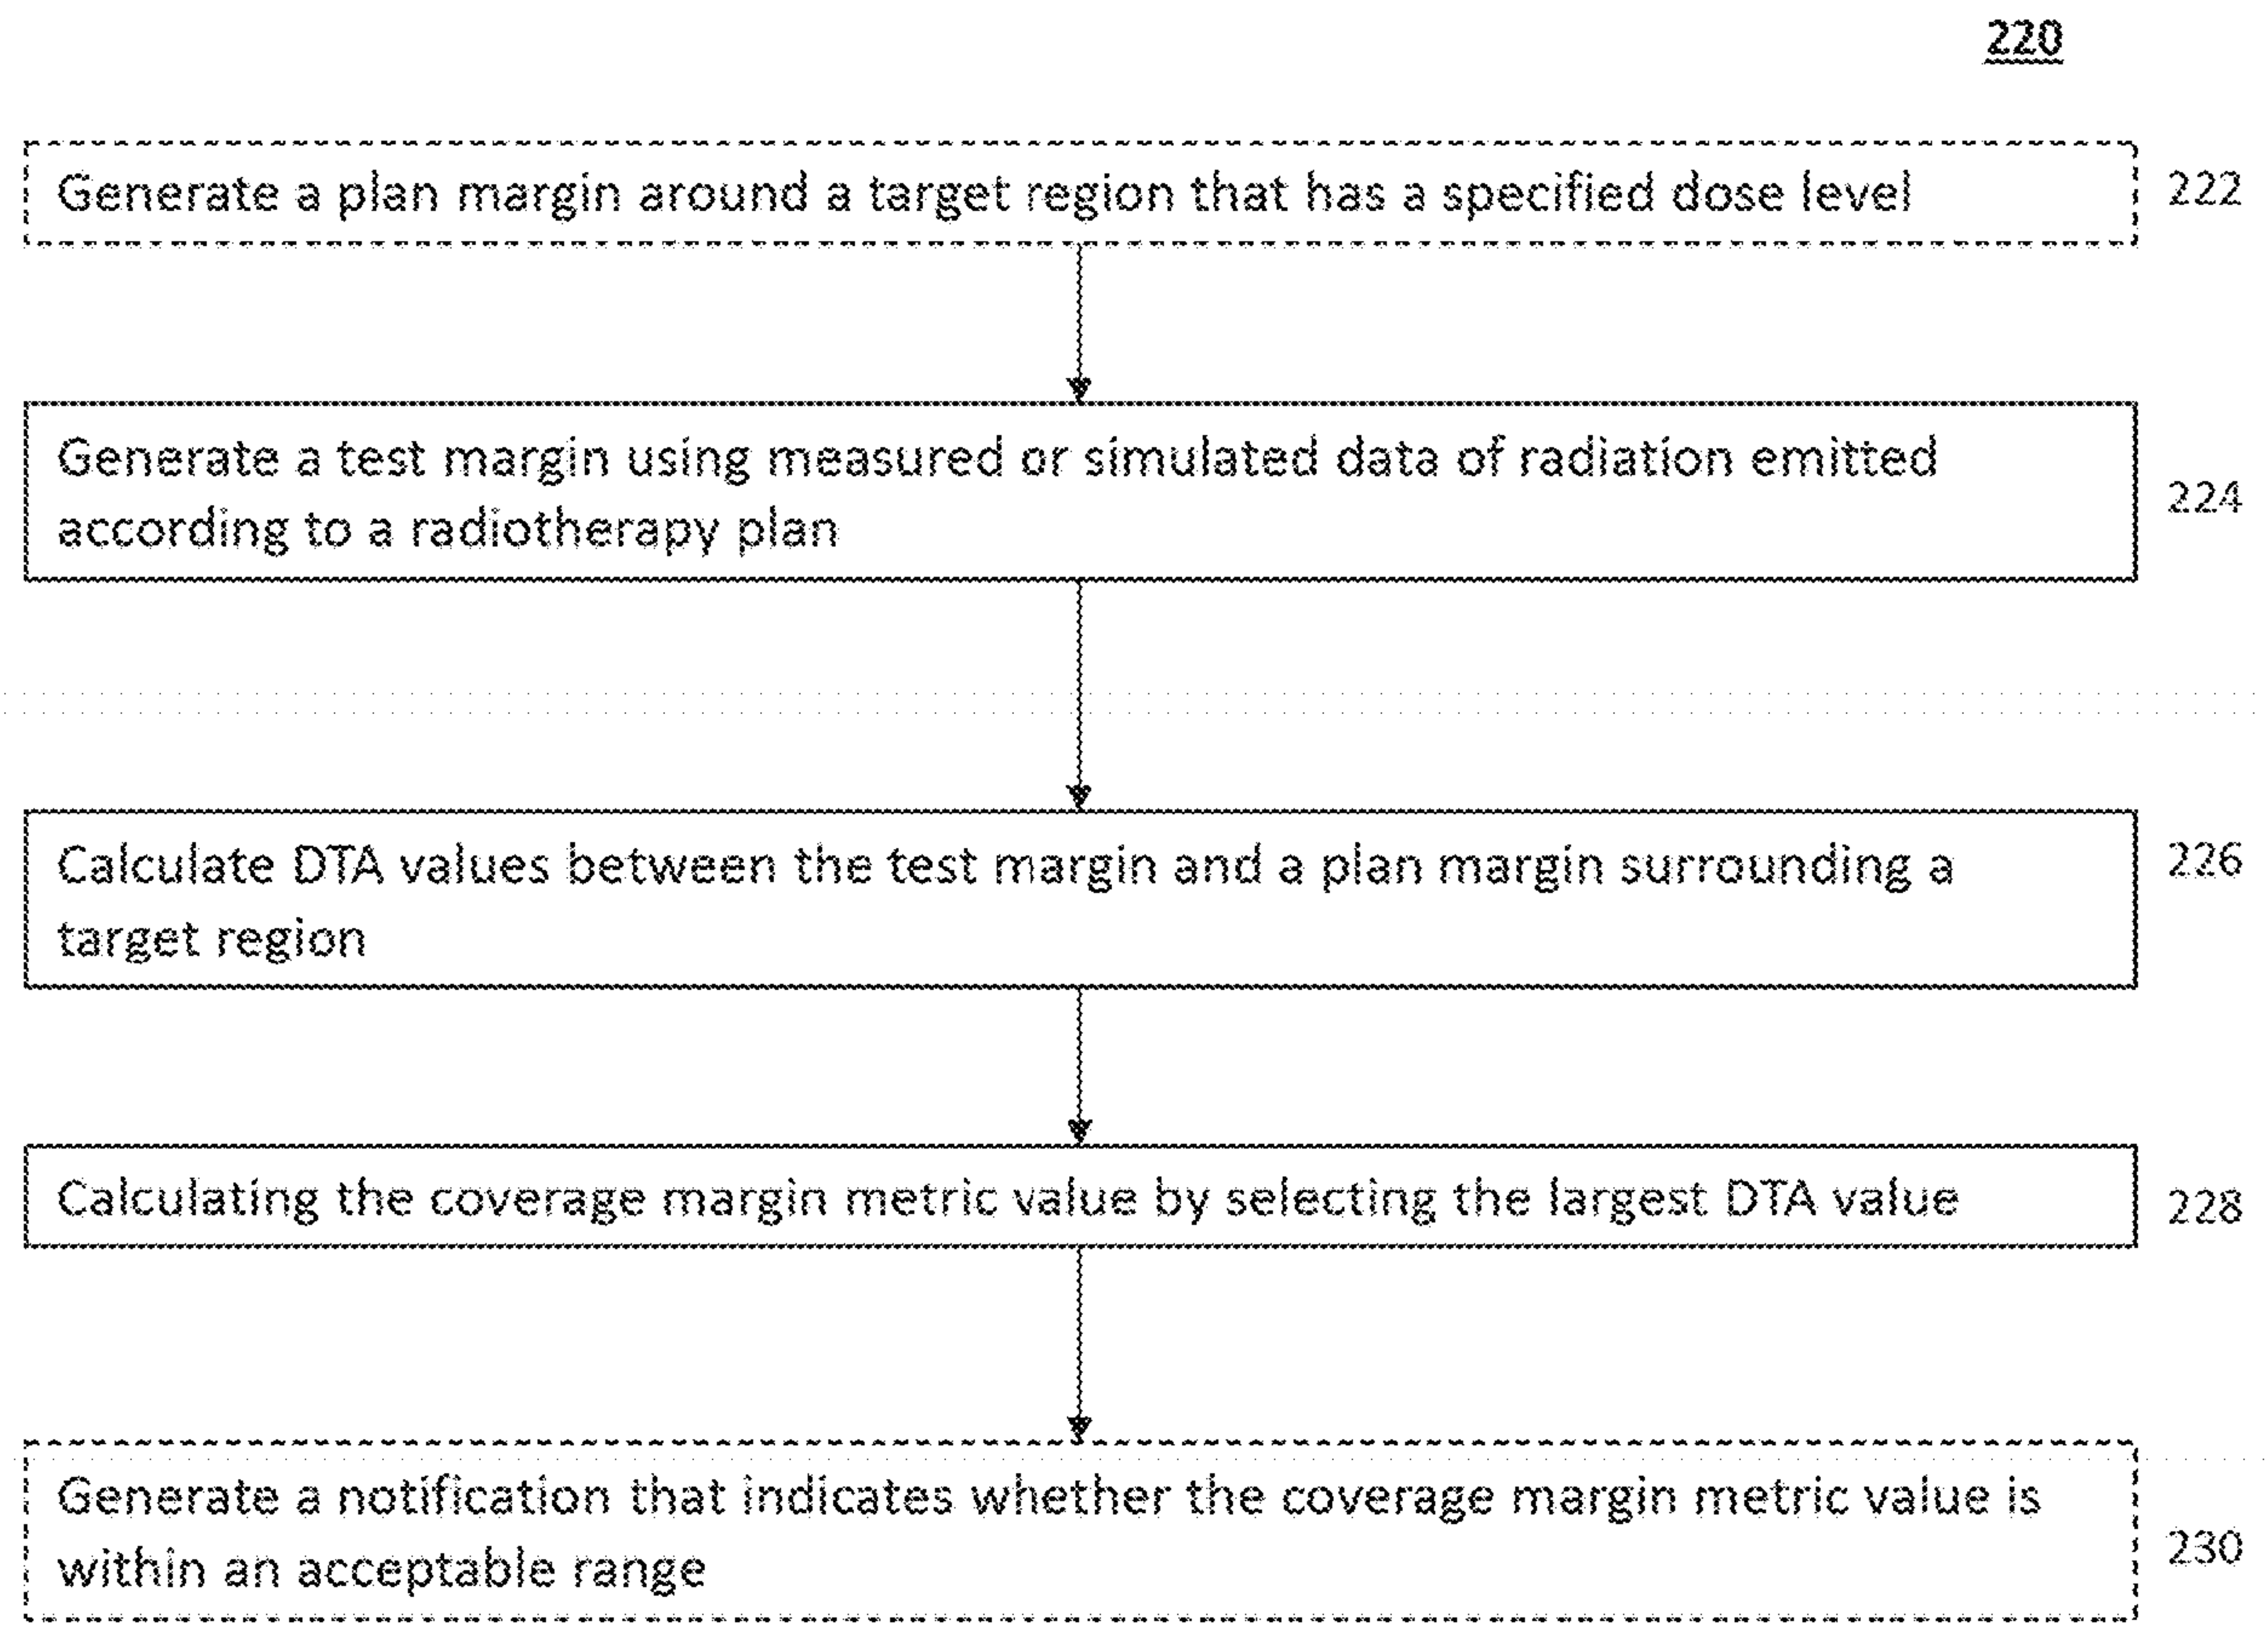 220
Generate a plan margin around a target region that has a specified dose level
222
Generate a test margin using measured or simulated data of radiation emitted
according to a radiotherapy plan
224
Calculate DTA values between the test margin and a plan margin surrounding a
target region
226
Calculating the coverage margin metric value by selecting the largest DTA value
228
Generate a notification that indicates whether the coverage margin metric value is
within an acceptable range
230